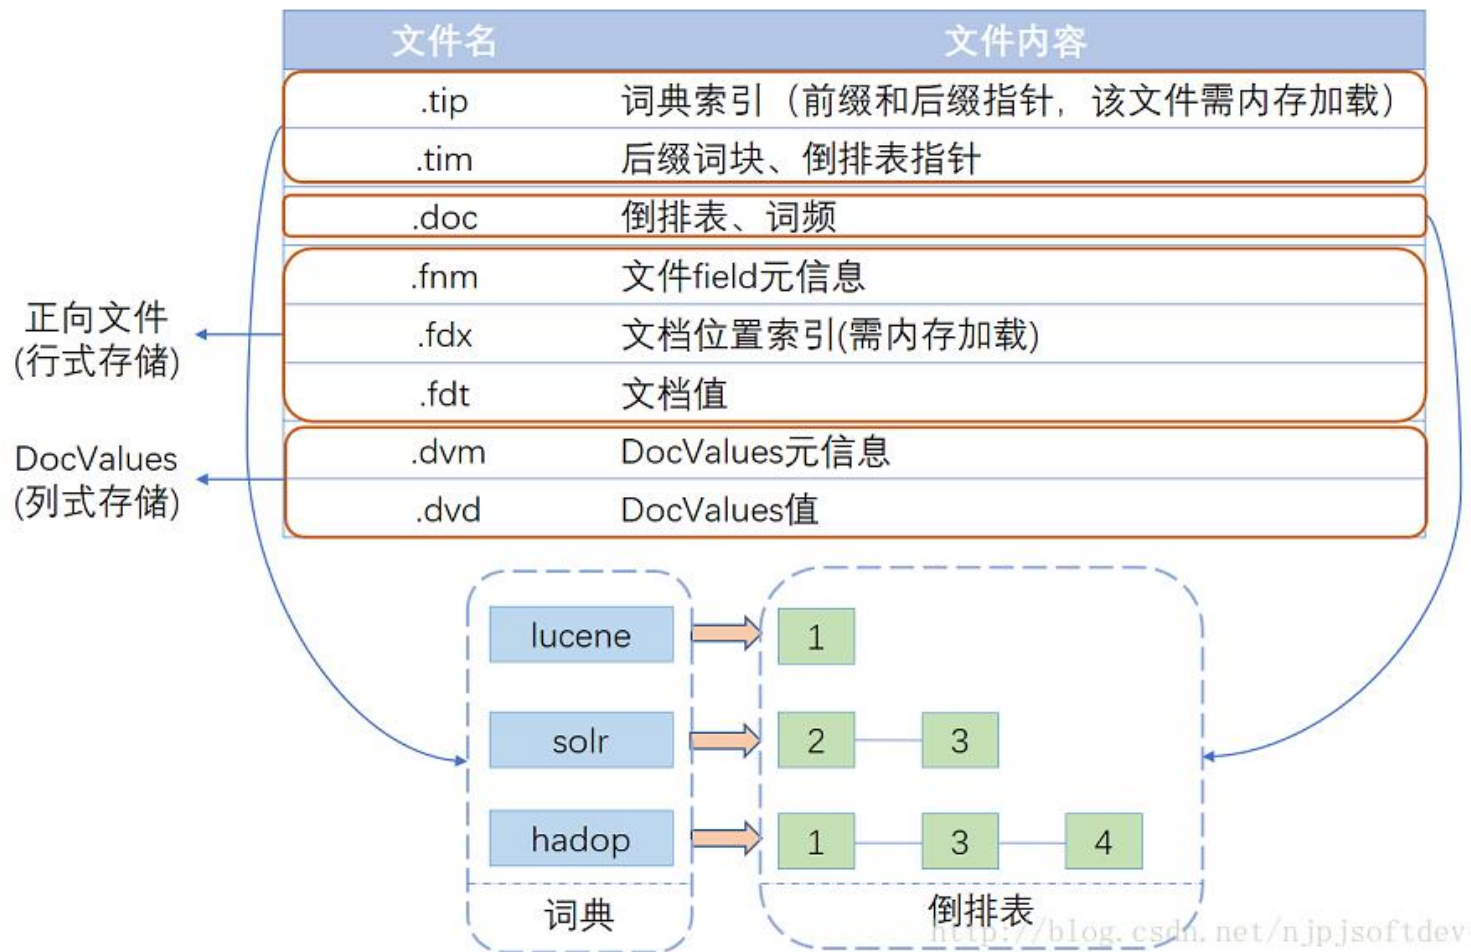 文件名 文件内容
.tip 词典索引（前缀和后缀指针，该文件需内存加载）
.tim 后缀词块、倒排表指针
.doc 倒排表、词频
.fnm 文件field元信息
.fdx 文档位置索引(需内存加载)
.fdt 文档值
.dvm DocValues元信息
.dvd DocValues值
正向文件
(行式存储)
DocValues
(列式存储)
lucene 1
solr 2 3
hadop 1 3 4
词典 倒排表
http://blog.csdn.net/njpjsoftdev